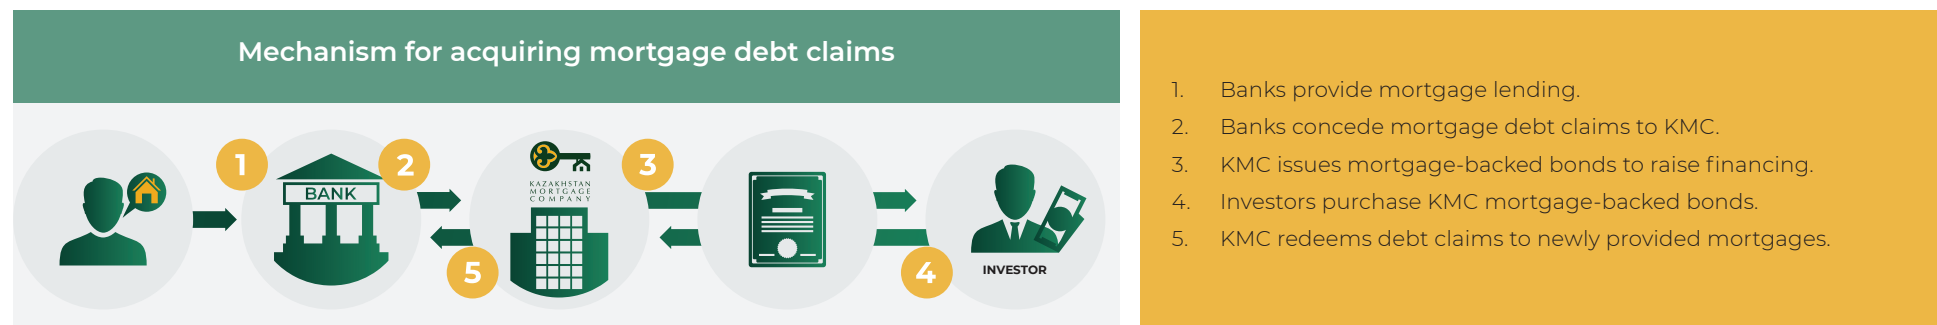 Mechanism for acquiring mortgage debt claims
1
2
3
BANK
KAZAKHSTAN
MORTGAGE
COMPANY
5
4
INVESTOR
1. Banks provide mortgage lending.
2. Banks concede mortgage debt claims to KMC.
3. KMC issues mortgage-backed bonds to raise financing.
4. Investors purchase KMC mortgage-backed bonds.
5. KMC redeems debt claims to newly provided mortgages.